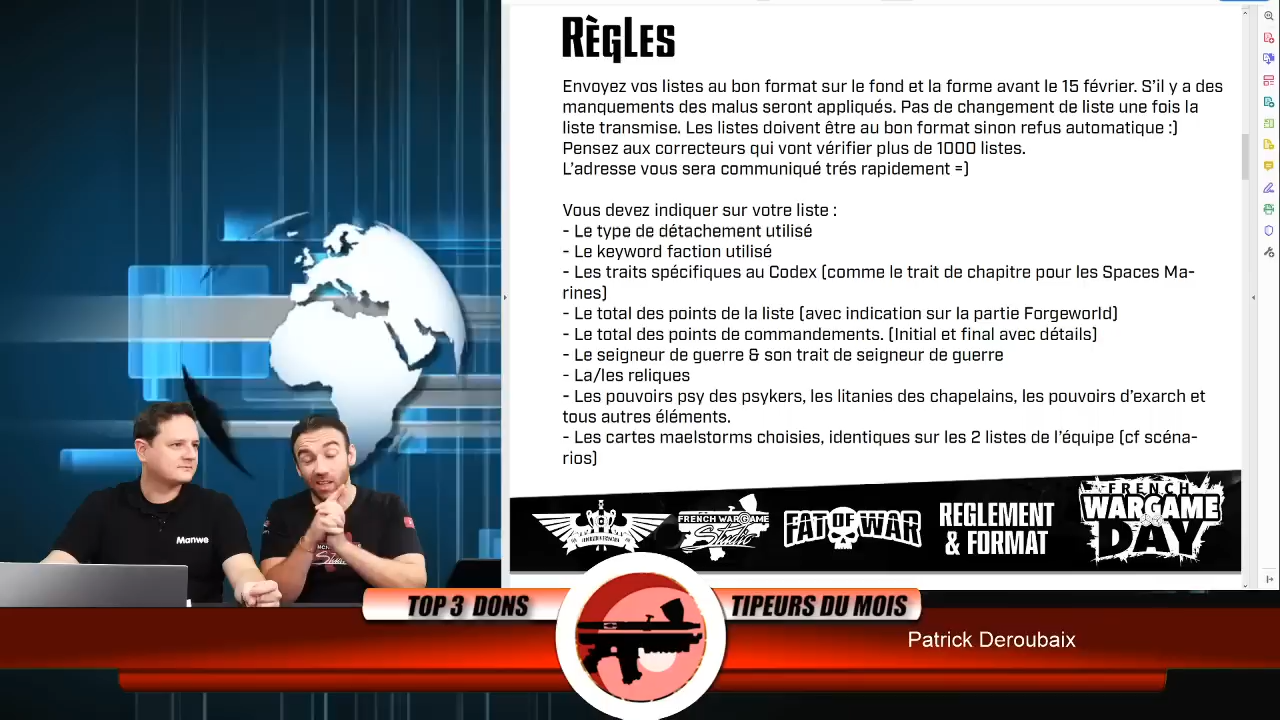 RÈGLES
Envoyez vos listes au bon format sur le fond et la forme avant le 15 février. S'il y a des
manquements des malus seront appliqués. Pas de changement de liste une fois la
liste transmise. Les listes doivent être au bon format sinon refus automatique :)
Pensez aux correcteurs qui vont vérifier plus de 1000 listes.
L'adresse vous sera communiqué trés rapidement =)
Vous devez indiquer sur votre liste :
- Le type de détachement utilisé
- Le keyword faction utilisé
- Les traits spécifiques au Codex (comme le trait de chapitre pour les Spaces Ma-
rines)
- Le total des points de la liste (avec indication sur la partie Forgeworld)
- Le total des points de commandements. (Initial et final avec détails)
- Le seigneur de guerre & son trait de seigneur de guerre
- La/les reliques
- Les pouvoirs psy des psykers, les litanies des chapelains, les pouvoirs d'exarch et
tous autres éléments.
- Les cartes maelstorms choisies, identiques sur les 2 listes de l'équipe (cf scéna-
rios)
FRENCH WARGAME
Studio
FAT OF WAR
REGLEMENT
& FORMAT
FRENCH
WARGAME
DAY
Manwe
TOP 3 DONS
TIPEURS DU MOIS
Patrick Deroubaix